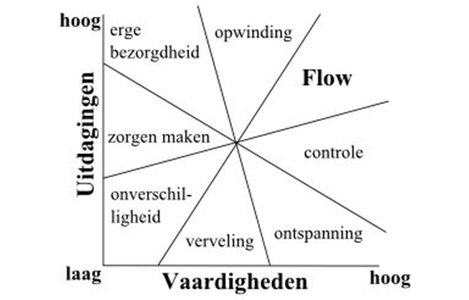 hoog
erge
bezorgdheid
opwinding
Flow
Uitdagingen
zorgen maken
controle
onverschil-
ligheid
verveling
ontspanning
laag
Vaardigheden
hoog